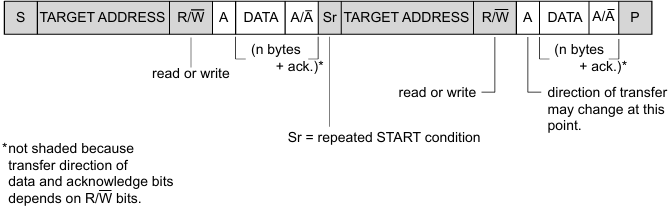 S TARGET ADDRESS R/W̅ A DATA A/A̅ Sr TARGET ADDRESS R/W̅ A DATA A/A̅ P
(n bytes
+ ack.)*
read or write
(n bytes
+ ack.)*
read or write
direction of transfer
may change at this
point.
Sr = repeated START condition
*not shaded because
transfer direction of
data and acknowledge bits
depends on R/W̅ bits.